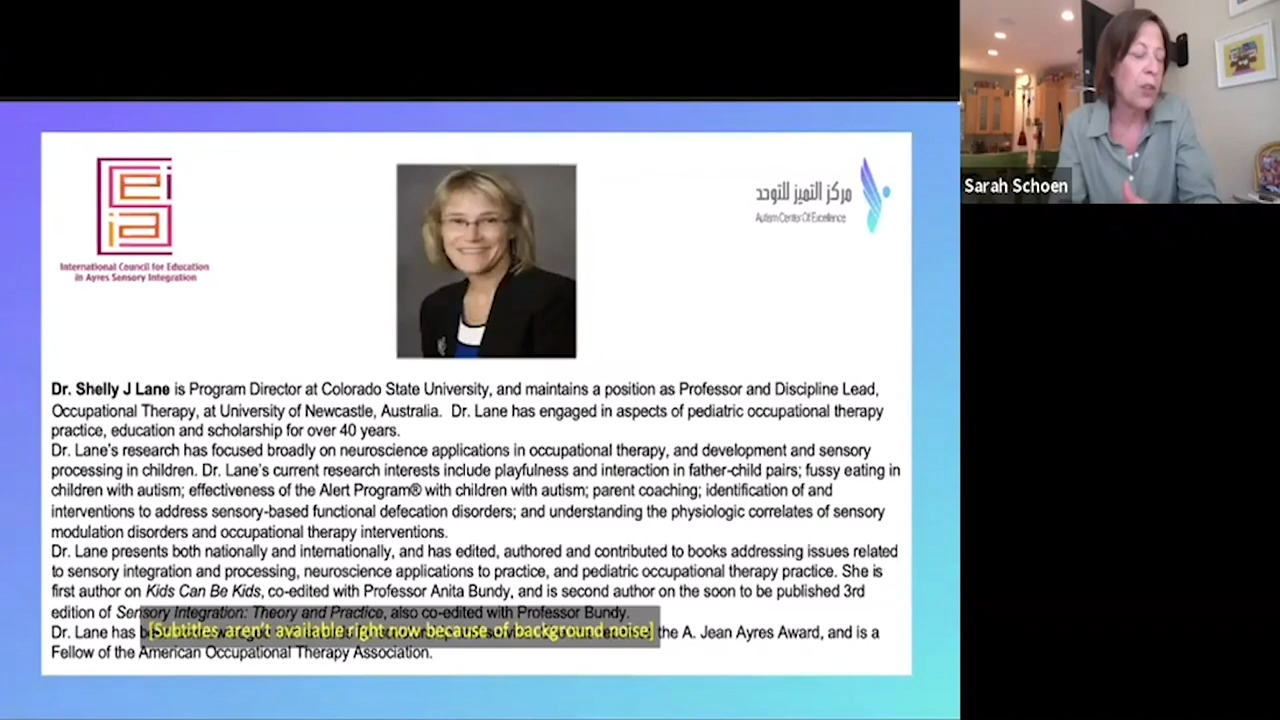 Sarah Schoen
International Council for Education
in Ayres Sensory Integration
مركز التميز للتوحد
Autism Center Of Excellence
Dr. Shelly J Lane is Program Director at Colorado State University, and maintains a position as Professor and Discipline Lead,
Occupational Therapy, at University of Newcastle, Australia. Dr. Lane has engaged in aspects of pediatric occupational therapy
practice, education and scholarship for over 40 years.
Dr. Lane's research has focused broadly on neuroscience applications in occupational therapy, and development and sensory
processing in children. Dr. Lane's current research interests include playfulness and interaction in father-child pairs; fussy eating in
children with autism; effectiveness of the Alert Program® with children with autism; parent coaching; identification of and
interventions to address sensory-based functional defecation disorders; and understanding the physiologic correlates of sensory
modulation disorders and occupational therapy interventions.
Dr. Lane presents both nationally and internationally, and has edited, authored and contributed to books addressing issues related
to sensory integration and processing, neuroscience applications to practice, and pediatric occupational therapy practice. She is
first author on Kids Can Be Kids, co-edited with Professor Anita Bundy, and is second author on the soon to be published 3rd
edition of Sensory Integration: Theory and Practice, also co-edited with Professor Bundy.
[Subtitles aren't available right now because of background noise]
Dr. Lane has the A. Jean Ayres Award, and is a
Fellow of the American Occupational Therapy Association.